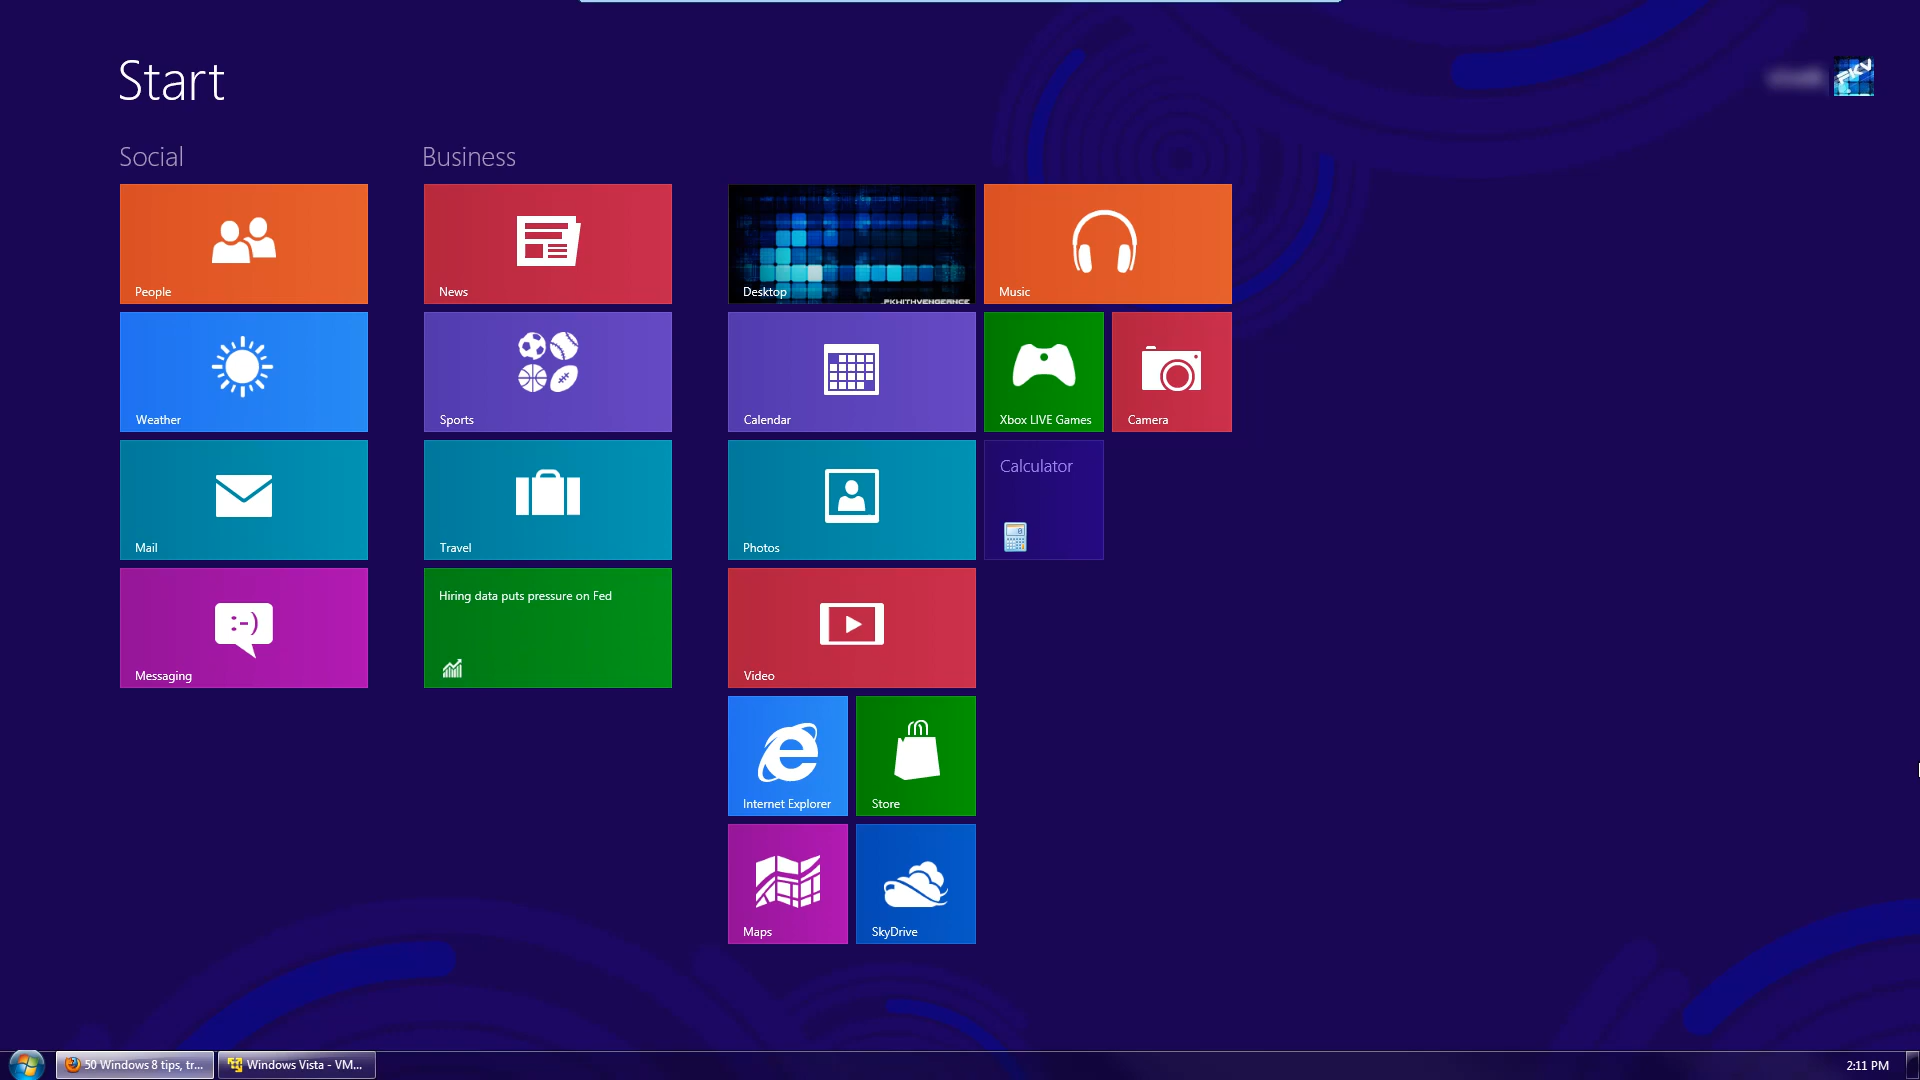 Start
PKV
Social
Business
People
News
Desktop
PKWITHVENGEANCE
Music
Weather
Sports
Calendar
Xbox LIVE Games
Camera
Mail
Travel
Photos
Calculator
Messaging
:-)
Hiring data puts pressure on Fed
Video
Internet Explorer
Store
Maps
SkyDrive
50 Windows 8 tips, tr...
Windows Vista - VM...
2:11 PM